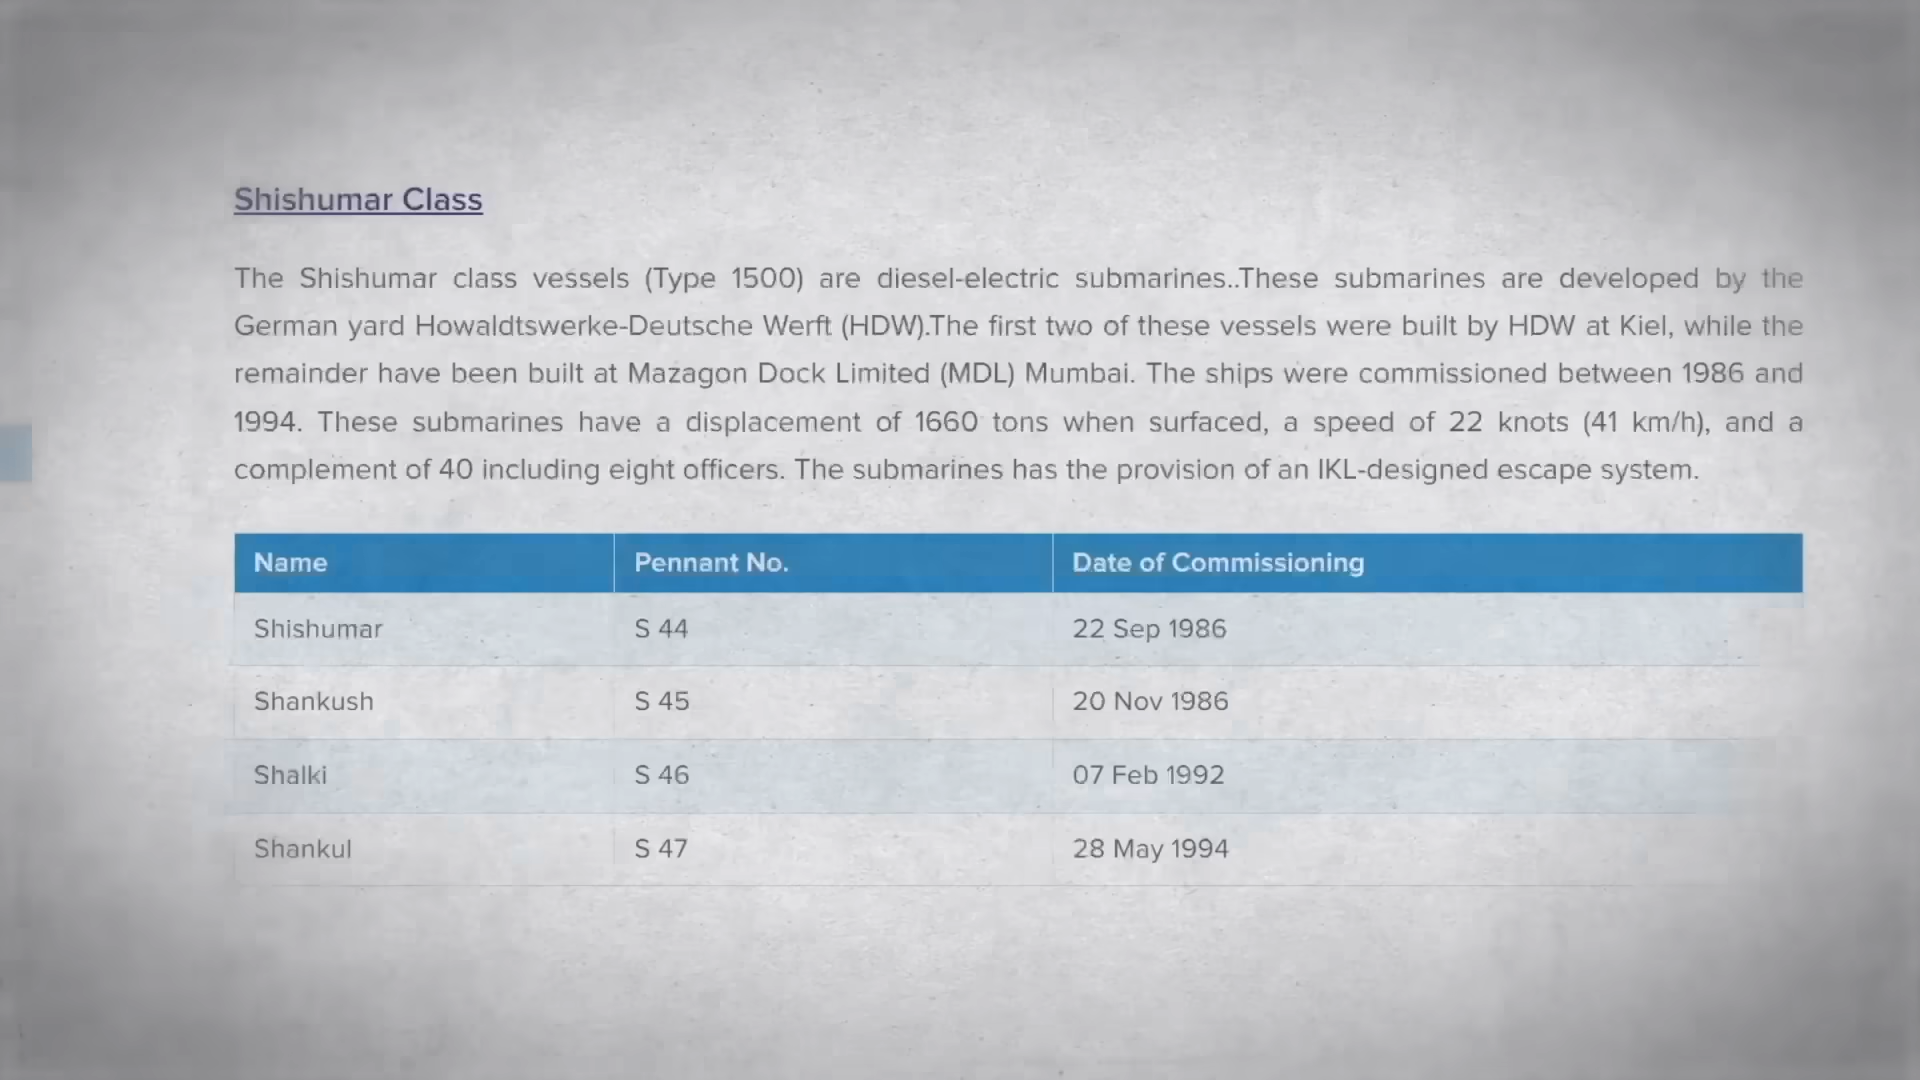 Shishumar Class
The Shishumar class vessels (Type 1500) are diesel-electric submarines..These submarines are developed by the
German yard Howaldtswerke-Deutsche Werft (HDW).The first two of these vessels were built by HDW at Kiel, while the
remainder have been built at Mazagon Dock Limited (MDL) Mumbai. The ships were commissioned between 1986 and
1994. These submarines have a displacement of 1660 tons when surfaced, a speed of 22 knots (41 km/h), and a
complement of 40 including eight officers. The submarines has the provision of an IKL-designed escape system.
Name Pennant No. Date of Commissioning
Shishumar S 44 22 Sep 1986
Shankush S 45 20 Nov 1986
Shalki S 46 07 Feb 1992
Shankul S 47 28 May 1994